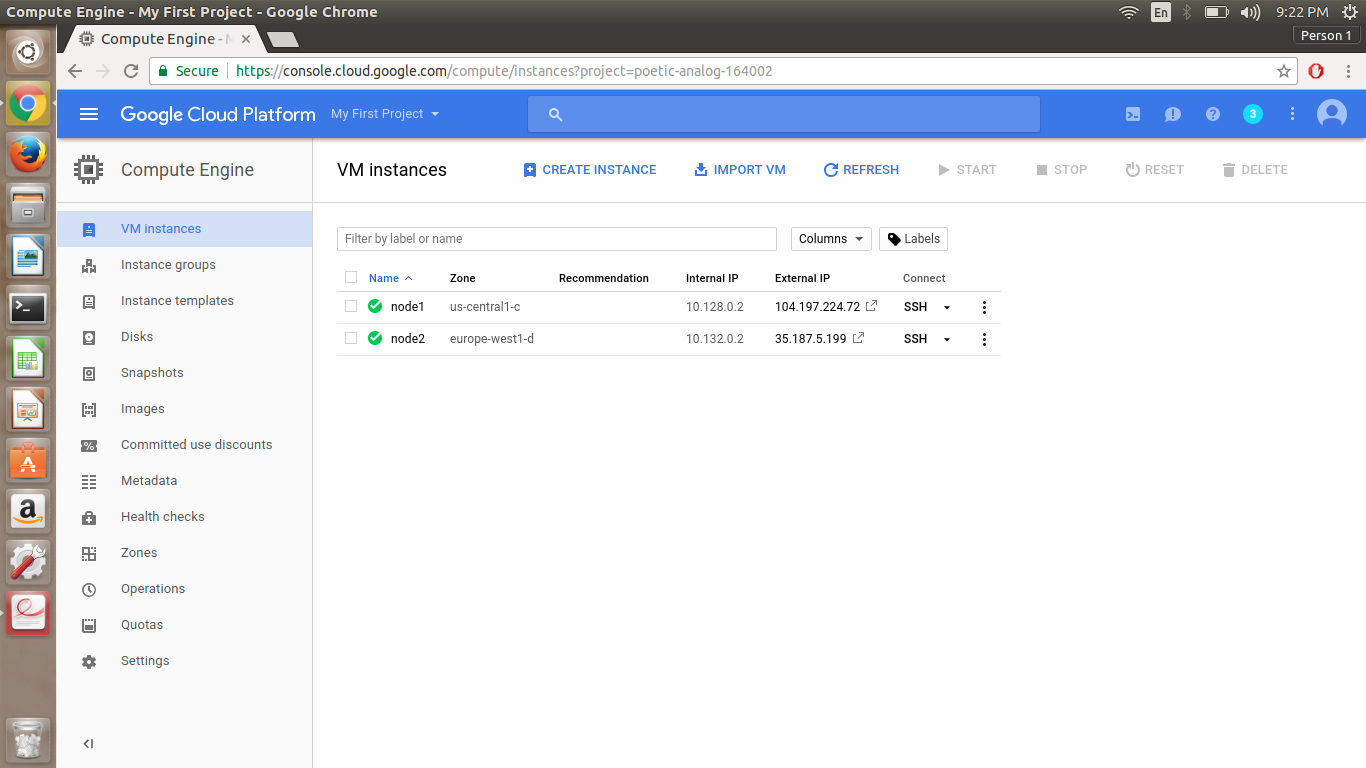 Compute Engine - My First Project - Google Chrome
En
9:22 PM
Compute Engine - M
Person 1
Secure
https://console.cloud.google.com/compute/instances?project=poetic-analog-164002
Google Cloud Platform
My First Project
3
Compute Engine
VM instances
CREATE INSTANCE
IMPORT VM
REFRESH
START
STOP
RESET
DELETE
VM instances
Instance groups
Instance templates
Disks
Snapshots
Images
Committed use discounts
Metadata
Health checks
Zones
Operations
Quotas
Settings
Filter by label or name
Columns
Labels
Name Zone Recommendation Internal IP External IP Connect
node1 us-central1-c 10.128.0.2 104.197.224.72 SSH
node2 europe-west1-d 10.132.0.2 35.187.5.199 SSH